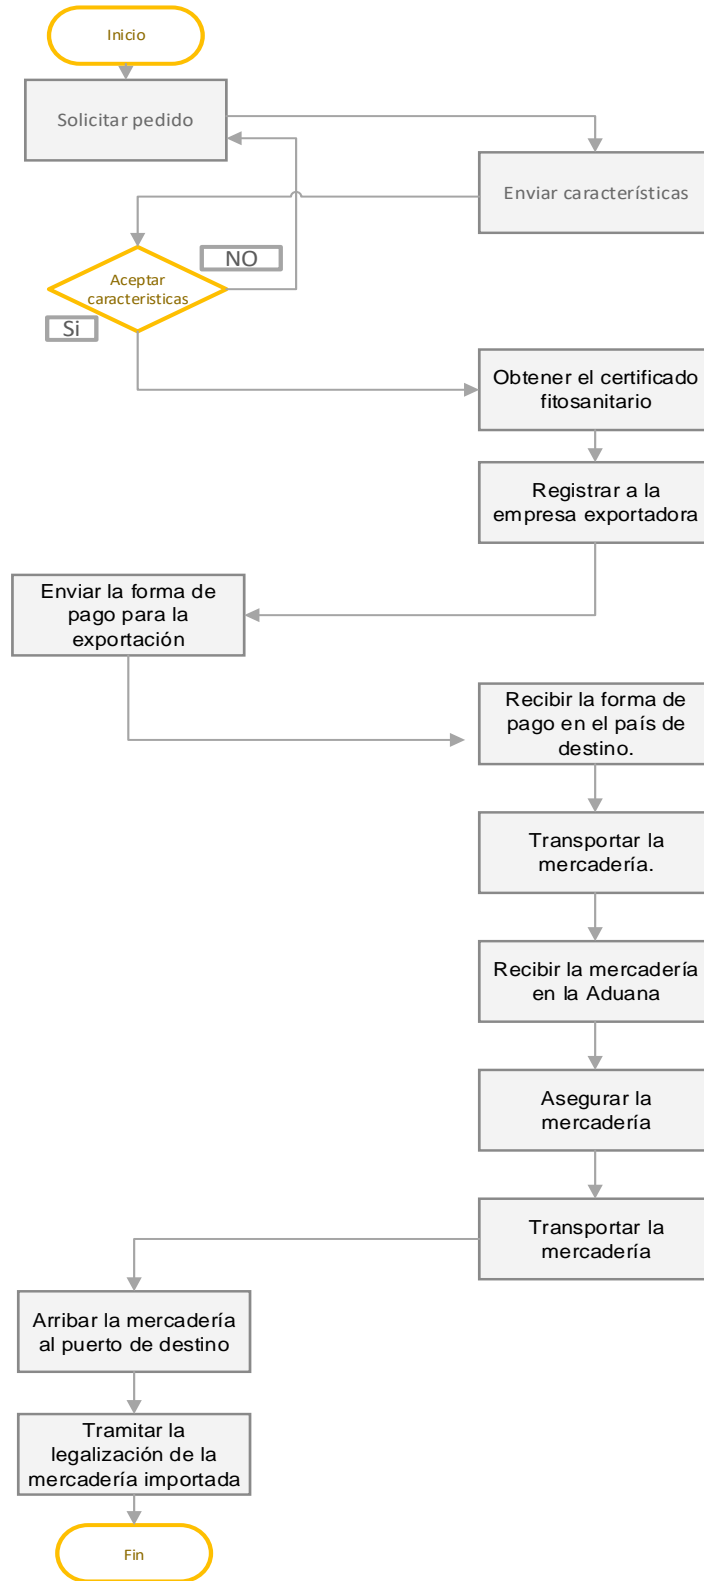 Inicio
Solicitar pedido
Enviar características
NO
Aceptar
caracteristicas
Si
Obtener el certificado
fitosanitario
Registrar a la
empresa exportadora
Enviar la forma de
pago para la
exportación
Recibir la forma de
pago en el país de
destino.
Transportar la
mercadería.
Recibir la mercadería
en la Aduana
Asegurar la
mercadería
Transportar la
mercadería
Arribar la mercadería
al puerto de destino
Tramitar la
legalización de la
mercadería importada
Fin